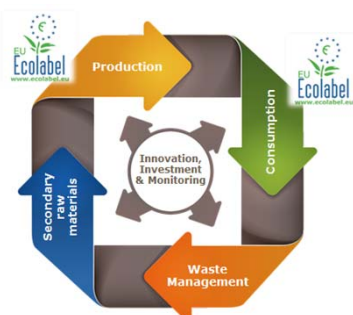 EU
Ecolabel
www.ecolabel.eu
Production
EU
Ecolabel
www.ecolabel.eu
Consumption
Innovation,
Investment
& Monitoring
Secondary
raw
materials
Waste
Management